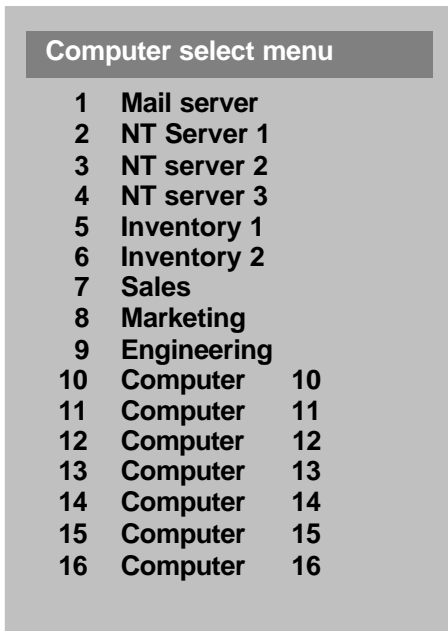 Computer select menu
1 Mail server
2 NT Server 1
3 NT server 2
4 NT server 3
5 Inventory 1
6 Inventory 2
7 Sales
8 Marketing
9 Engineering
10 Computer 10
11 Computer 11
12 Computer 12
13 Computer 13
14 Computer 14
15 Computer 15
16 Computer 16